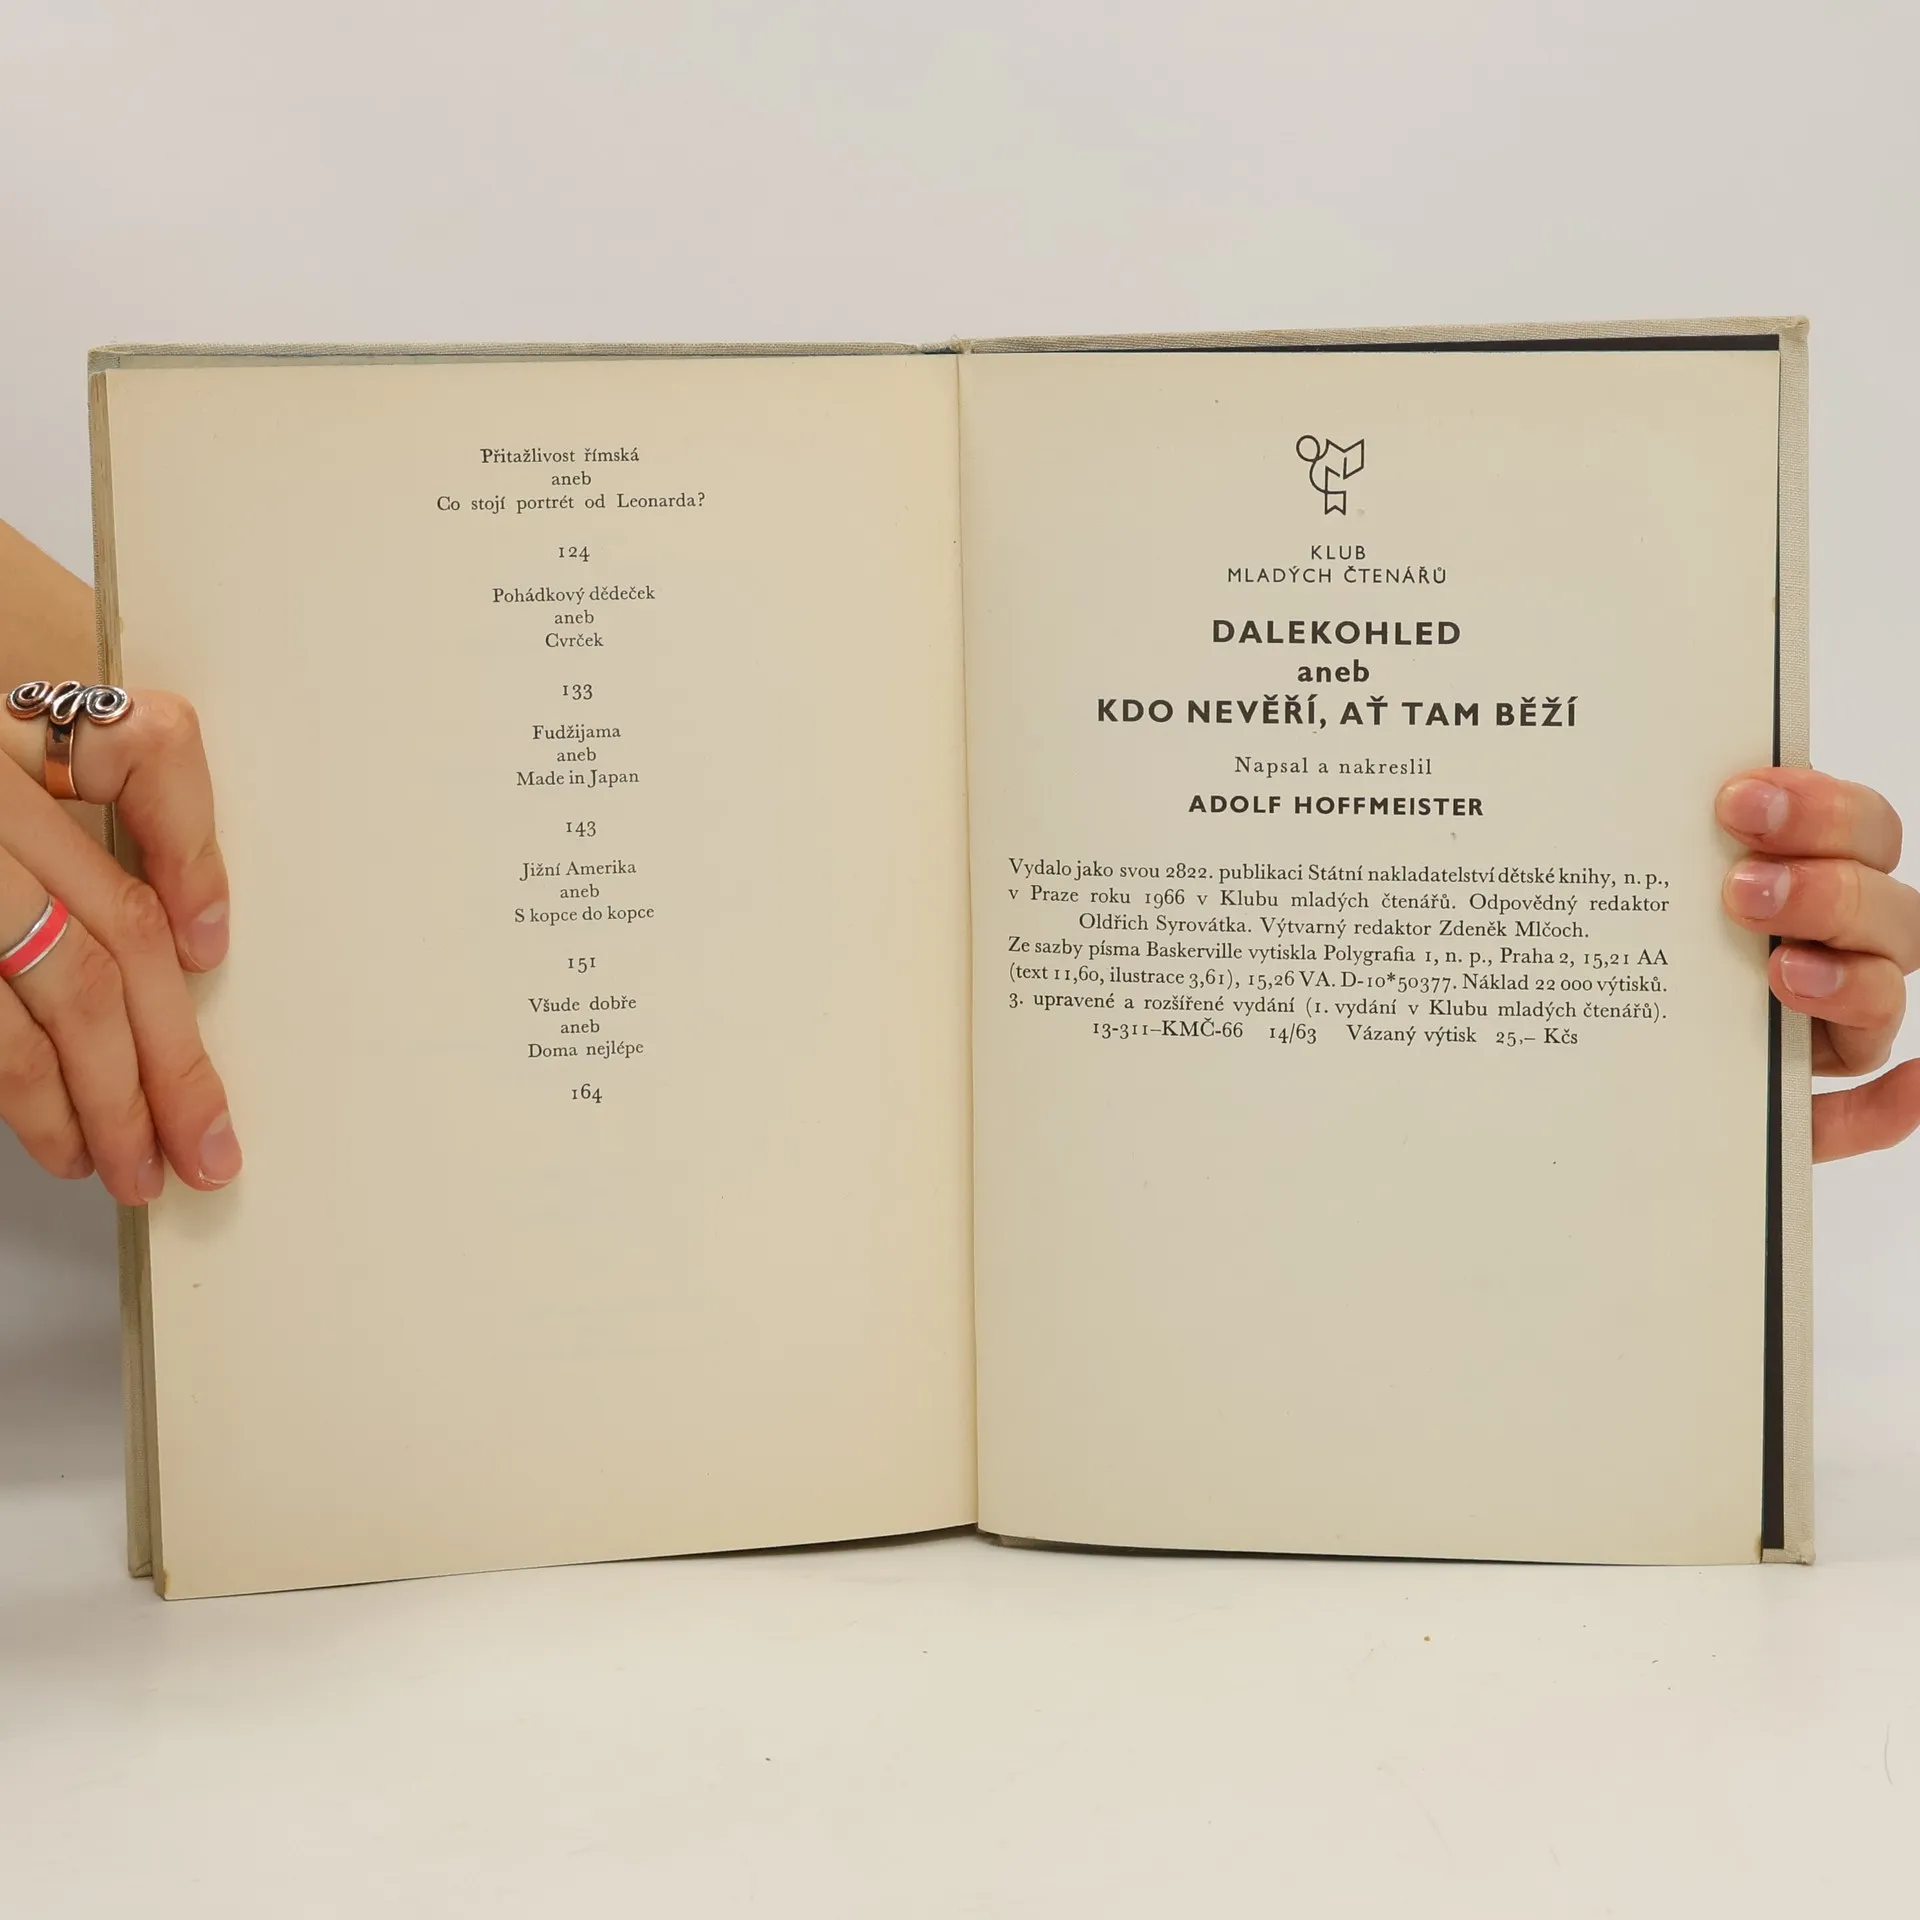 Přitažlivost římská
aneb
Co stojí portrét od Leonarda?
124
Pohádkový dědeček
aneb
Cvrček
133
Fudžijama
aneb
Made in Japan
143
Jižní Amerika
aneb
S kopce do kopce
151
Všude dobře
aneb
Doma nejlépe
164
KLUB
MLADÝCH ČTENÁŘŮ
DALEKOHLED
aneb
KDO NEVĚŘÍ, AŤ TAM BĚŽÍ
Napsal a nakreslil
ADOLF HOFFMEISTER
Vydalo jako svou 2822. publikaci Státní nakladatelství dětské knihy, n. p.,
v Praze roku 1966 v Klubu mladých čtenářů. Odpovědný redaktor
Oldřich Syrovátka. Výtvarný redaktor Zdeněk Mlčoch.
Ze sazby písma Baskerville vytiskla Polygrafia 1, n. p., Praha 2, 15,21 AA
(text 11,60, ilustrace 3,61), 15,26 VA. D-10*50377. Náklad 22 000 výtisků.
3. upravené a rozšířené vydání (1. vydání v Klubu mladých čtenářů).
13-311–KMČ-66 14/63 Vázaný výtisk 25,– Kčs